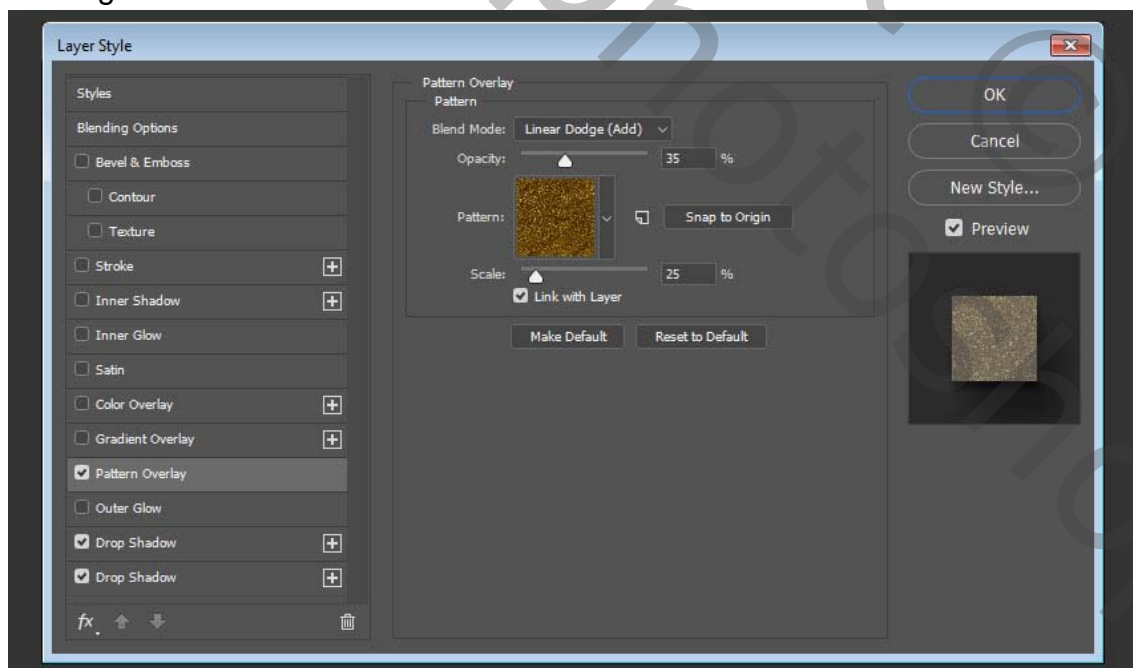 Layer Style
Styles
Blending Options
Bevel & Emboss
Contour
Texture
Stroke
Inner Shadow
Inner Glow
Satin
Color Overlay
Gradient Overlay
Pattern Overlay
Outer Glow
Drop Shadow
Drop Shadow
fx
Pattern Overlay
Pattern
Blend Mode: Linear Dodge (Add)
Opacity: 35 %
Pattern: Snap to Origin
Scale: 25 %
Link with Layer
Make Default Reset to Default
OK
Cancel
New Style...
Preview